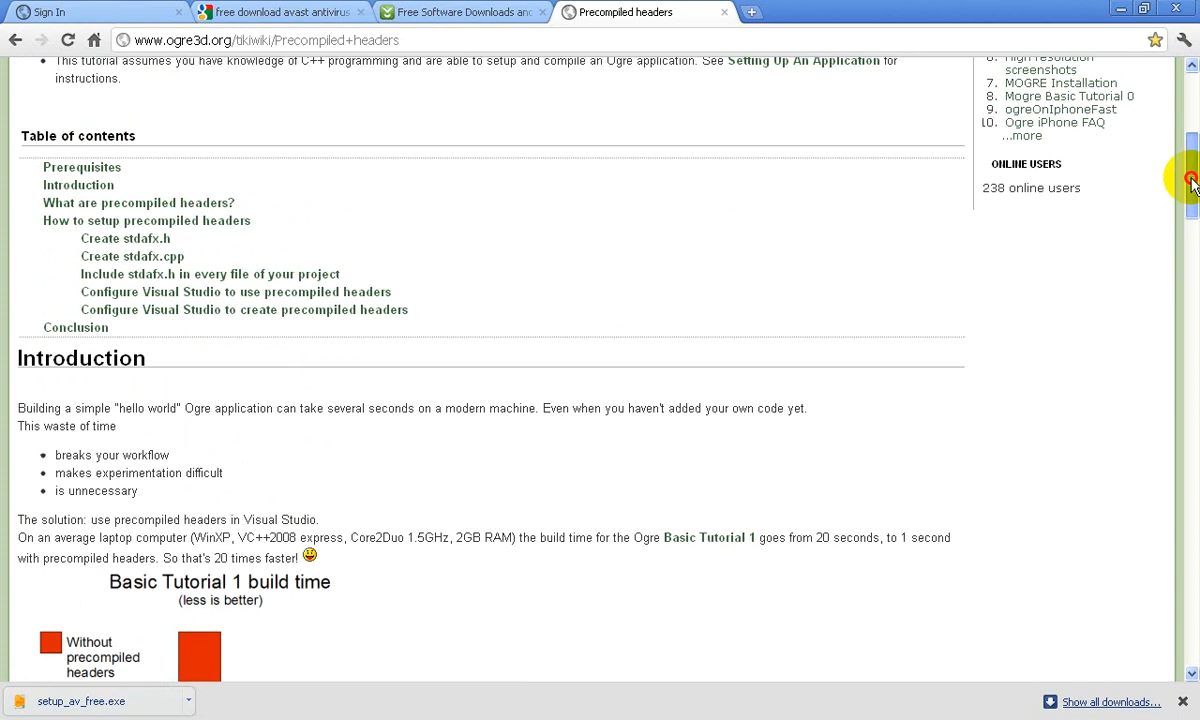 Sign In
free download avast antivirus
Free Software Downloads and
Precompiled headers
www.ogre3d.org/tikiwiki/Precompiled+headers
This tutorial assumes you have knowledge of C++ programming and are able to setup and compile an Ogre application. See Setting Up An Application for
instructions.
Table of contents
Prerequisites
Introduction
What are precompiled headers?
How to setup precompiled headers
Create stdafx.h
Create stdafx.cpp
Include stdafx.h in every file of your project
Configure Visual Studio to use precompiled headers
Configure Visual Studio to create precompiled headers
Conclusion
Introduction
Building a simple "hello world" Ogre application can take several seconds on a modern machine. Even when you haven't added your own code yet.
This waste of time
breaks your workflow
makes experimentation difficult
is unnecessary
The solution: use precompiled headers in Visual Studio.
On an average laptop computer (WinXP, VC++2008 express, Core2Duo 1.5GHz, 2GB RAM) the build time for the Ogre Basic Tutorial 1 goes from 20 seconds, to 1 second
with precompiled headers. So that's 20 times faster!
Basic Tutorial 1 build time
(less is better)
Without
precompiled
headers
6. High resolution
screenshots
7. MOGRE Installation
8. Mogre Basic Tutorial 0
9. ogreOnIphoneFast
10. Ogre iPhone FAQ
...more
ONLINE USERS
238 online users
setup_av_free.exe
Show all downloads...